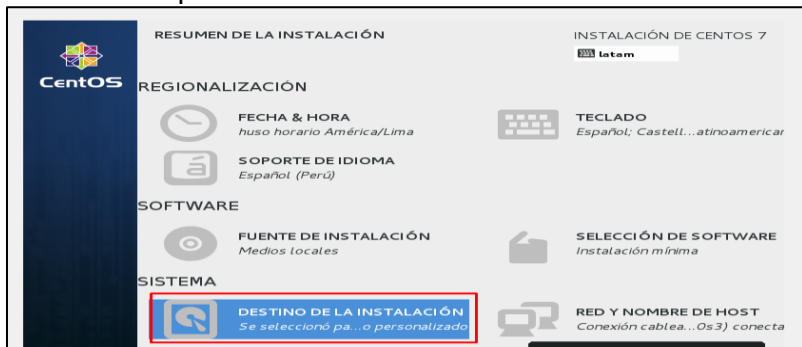 RESUMEN DE LA INSTALACIÓN
INSTALACIÓN DE CENTOS 7
latam
CentOS
REGIONALIZACIÓN
FECHA & HORA
huso horario América/Lima
TECLADO
Español; Castell...atinoamericar
SOPORTE DE IDIOMA
Español (Perú)
SOFTWARE
FUENTE DE INSTALACIÓN
Medios locales
SELECCIÓN DE SOFTWARE
Instalación mínima
SISTEMA
DESTINO DE LA INSTALACIÓN
Se seleccionó pa...o personalizado
RED Y NOMBRE DE HOST
Conexión cablea...0s3) conecta